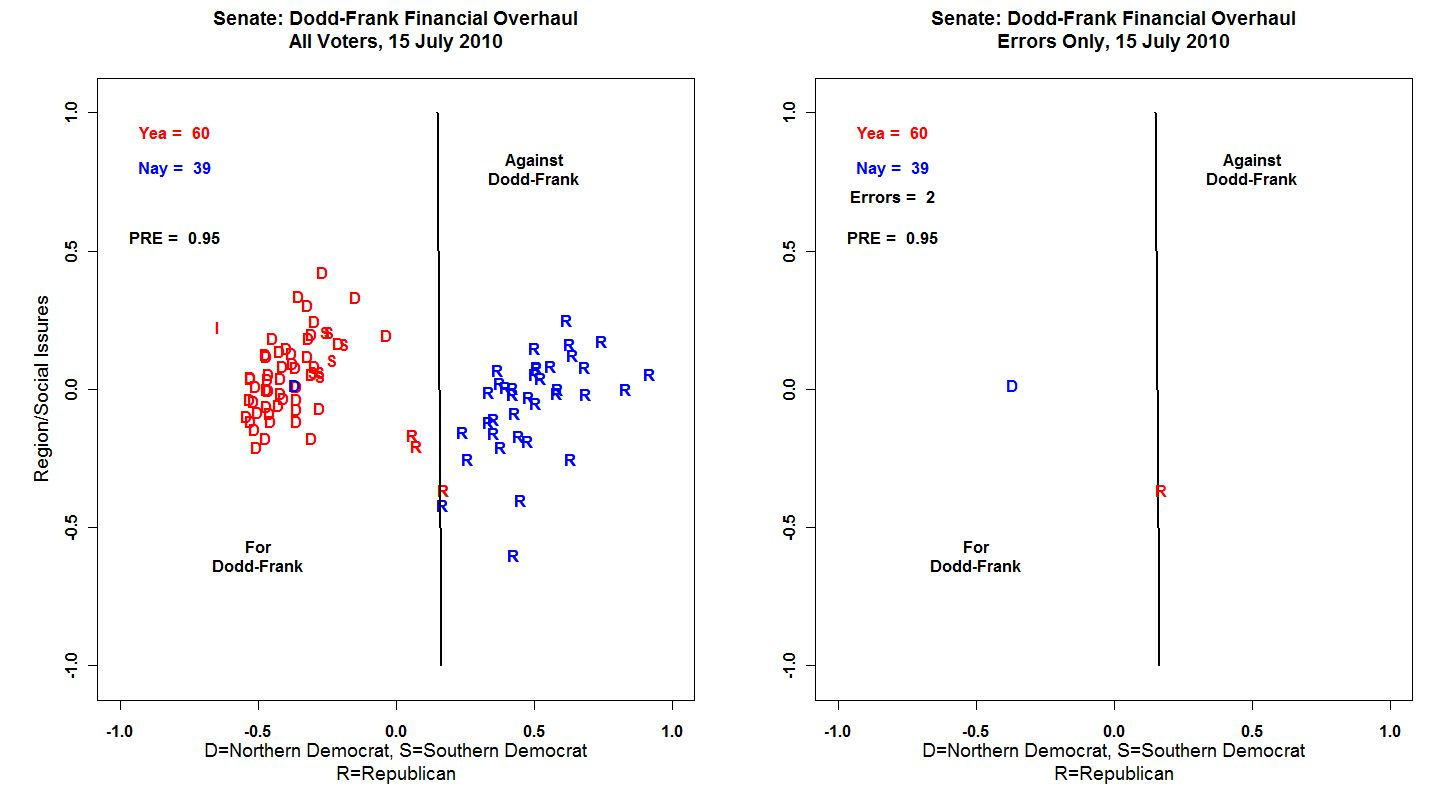 Senate: Dodd-Frank Financial Overhaul
All Voters, 15 July 2010
Yea = 60
Nay = 39
PRE = 0.95
Against
Dodd-Frank
For
Dodd-Frank
Region/Social Issures
1.0
0.5
0.0
-0.5
-1.0
-1.0
-0.5
0.0
0.5
1.0
D=Northern Democrat, S=Southern Democrat
R=Republican
Senate: Dodd-Frank Financial Overhaul
Errors Only, 15 July 2010
Yea = 60
Nay = 39
Errors = 2
PRE = 0.95
Against
Dodd-Frank
D
R
For
Dodd-Frank
1.0
0.5
0.0
-0.5
-1.0
-1.0
-0.5
0.0
0.5
1.0
D=Northern Democrat, S=Southern Democrat
R=Republican